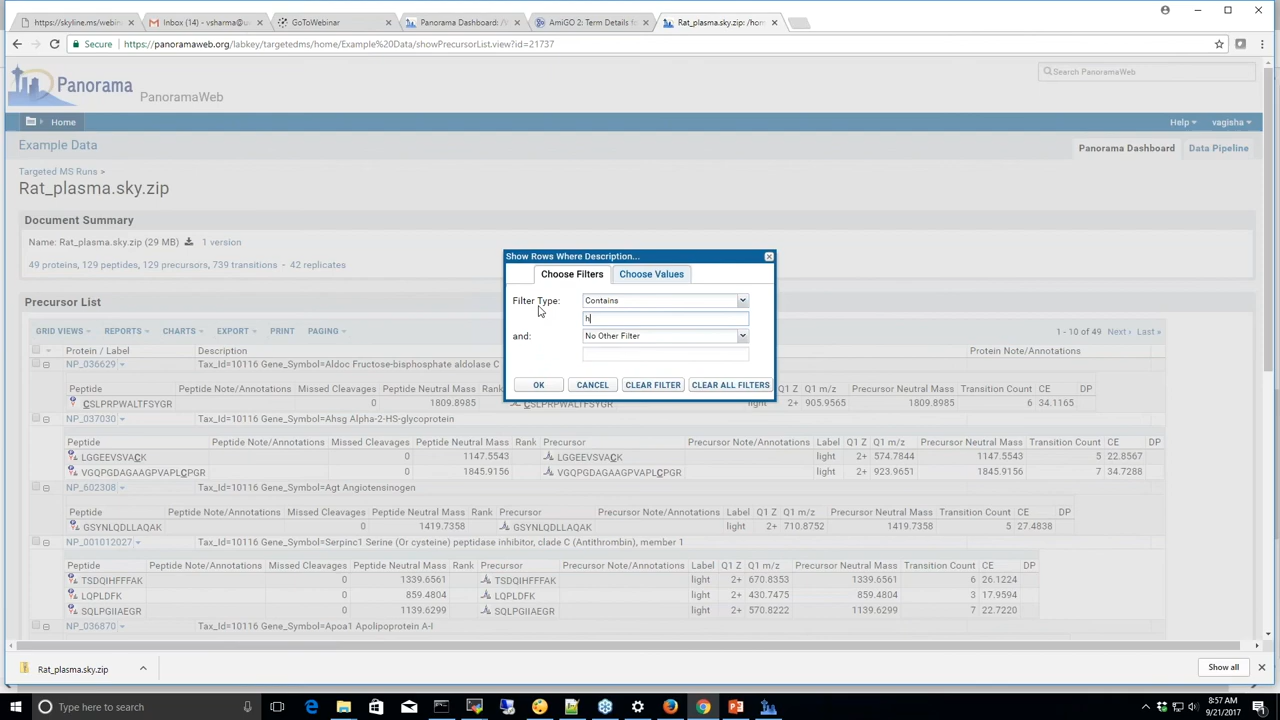 https://skyline.ms/webinar
Inbox (14) - vsharma@u
GoToWebinar
Panorama Dashboard: /W
AmiGO 2: Term Details fo
Rat_plasma.sky.zip: /hom
Secure
https://panoramaweb.org/labkey/targetedms/home/Example%20Data/showPrecursorList.view?id=21737
Panorama
PanoramaWeb
Search PanoramaWeb
Home
Help
vagisha
Example Data
Panorama Dashboard
Data Pipeline
Targeted MS Runs >
Rat_plasma.sky.zip
Document Summary
Name: Rat_plasma.sky.zip (29 MB)
1 version
49 proteins, 129 peptides, 129 precursors, 739 transitions - 42 replicates
Show Rows Where Description...
Choose Filters
Choose Values
Filter Type:
Contains
h
and:
No Other Filter
OK
CANCEL
CLEAR FILTER
CLEAR ALL FILTERS
Precursor List
GRID VIEWS
REPORTS
CHARTS
EXPORT
PRINT
PAGING
1 - 10 of 49 Next › Last »
Protein / Label
Description
Protein Note/Annotations
NP_036629
Tax_Id=10116 Gene_Symbol=Aldoc Fructose-bisphosphate aldolase C
Peptide Peptide Note/Annotations Missed Cleavages Peptide Neutral Mass Rank Q1 Z Q1 m/z Precursor Neutral Mass Transition Count CE DP
CSLPRPWALTFSYGR 0 1809.8985 CSLPRPWALTFSYGR 2+ 905.9565 1809.8985 6 34.1165
NP_037030
Tax_Id=10116 Gene_Symbol=Ahsg Alpha-2-HS-glycoprotein
Peptide Peptide Note/Annotations Missed Cleavages Peptide Neutral Mass Rank Precursor Precursor Note/Annotations Label Q1 Z Q1 m/z Precursor Neutral Mass Transition Count CE DP
LGGEEVSVACK 0 1147.5543 LGGEEVSVACK light 2+ 574.7844 1147.5543 5 22.8567
VGQPGDAGAAGPVAPLCPGR 0 1845.9156 VGQPGDAGAAGPVAPLCPGR light 2+ 923.9651 1845.9156 7 34.7288
NP_602308
Tax_Id=10116 Gene_Symbol=Agt Angiotensinogen
Peptide Peptide Note/Annotations Missed Cleavages Peptide Neutral Mass Rank Precursor Precursor Note/Annotations Label Q1 Z Q1 m/z Precursor Neutral Mass Transition Count CE DP
GSYNLQDLLAQAK 0 1419.7358 GSYNLQDLLAQAK light 2+ 710.8752 1419.7358 5 27.4838
NP_001012027
Tax_Id=10116 Gene_Symbol=Serpinc1 Serine (Or cysteine) peptidase inhibitor, clade C (Antithrombin), member 1
Peptide Peptide Note/Annotations Missed Cleavages Peptide Neutral Mass Rank Precursor Precursor Note/Annotations Label Q1 Z Q1 m/z Precursor Neutral Mass Transition Count CE DP
TSDQIHFFFAK 0 1339.6561 TSDQIHFFFAK light 2+ 670.8353 1339.6561 6 26.1224
LQPLDFK 0 859.4804 LQPLDFK light 2+ 430.7475 859.4804 3 17.9594
SQLPGIIAEGR 0 1139.6299 SQLPGIIAEGR light 2+ 570.8222 1139.6299 7 22.7220
NP_036870
Tax_Id=10116 Gene_Symbol=Apoa1 Apolipoprotein A-I
Rat_plasma.sky.zip
Show all
Type here to search
8:57 AM
9/21/2017